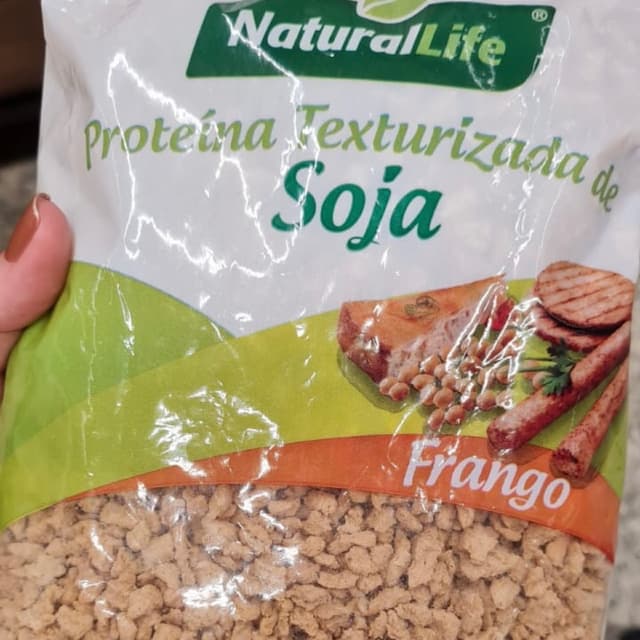 NaturalLife®
Proteína Texturizada de
Soja
Frango